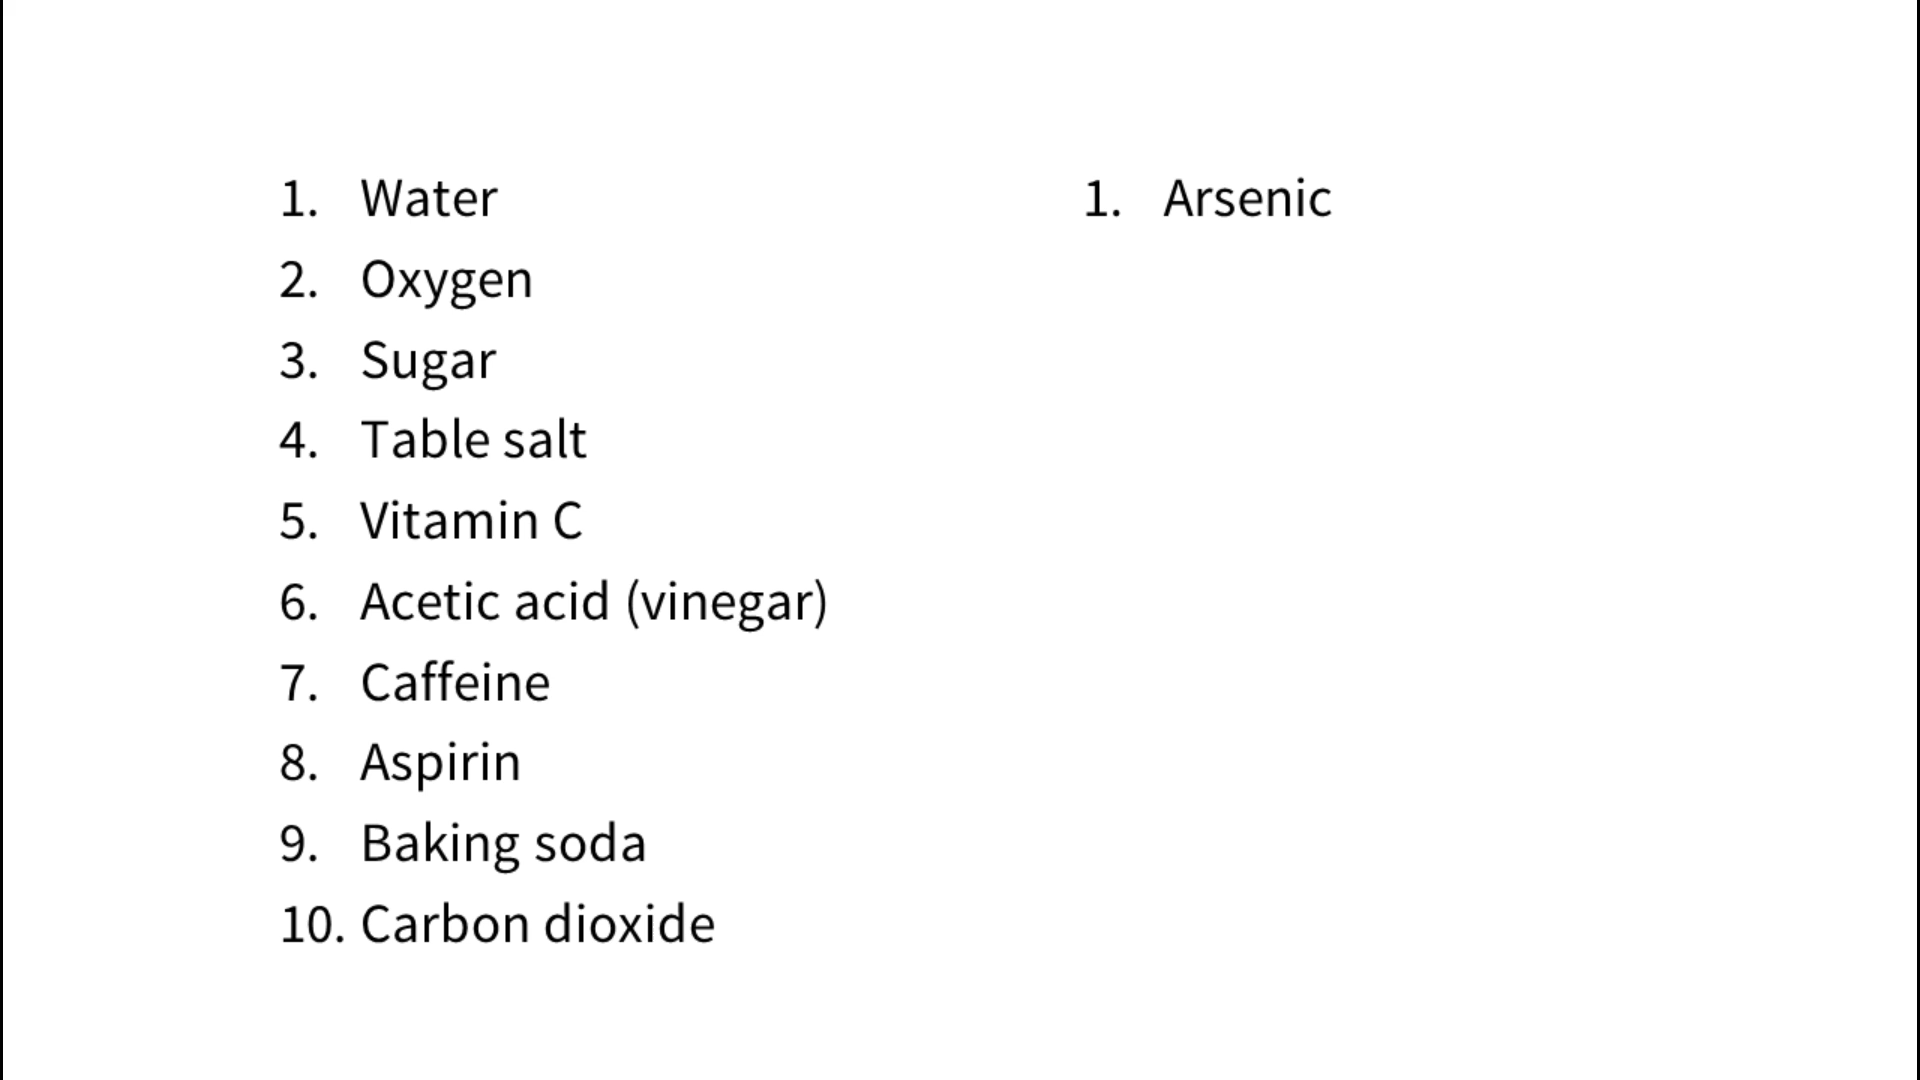 1. Water
2. Oxygen
3. Sugar
4. Table salt
5. Vitamin C
6. Acetic acid (vinegar)
7. Caffeine
8. Aspirin
9. Baking soda
10. Carbon dioxide
1. Arsenic